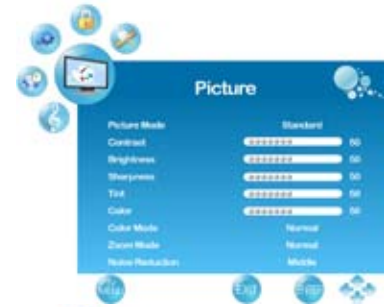 Picture
Picture Mode Standard
Contrast 50
Brightness 50
Sharpness 50
Tint 50
Color 50
Color Mode Normal
Zoom Mode Normal
Noise Reduction Middle
Menu Exit